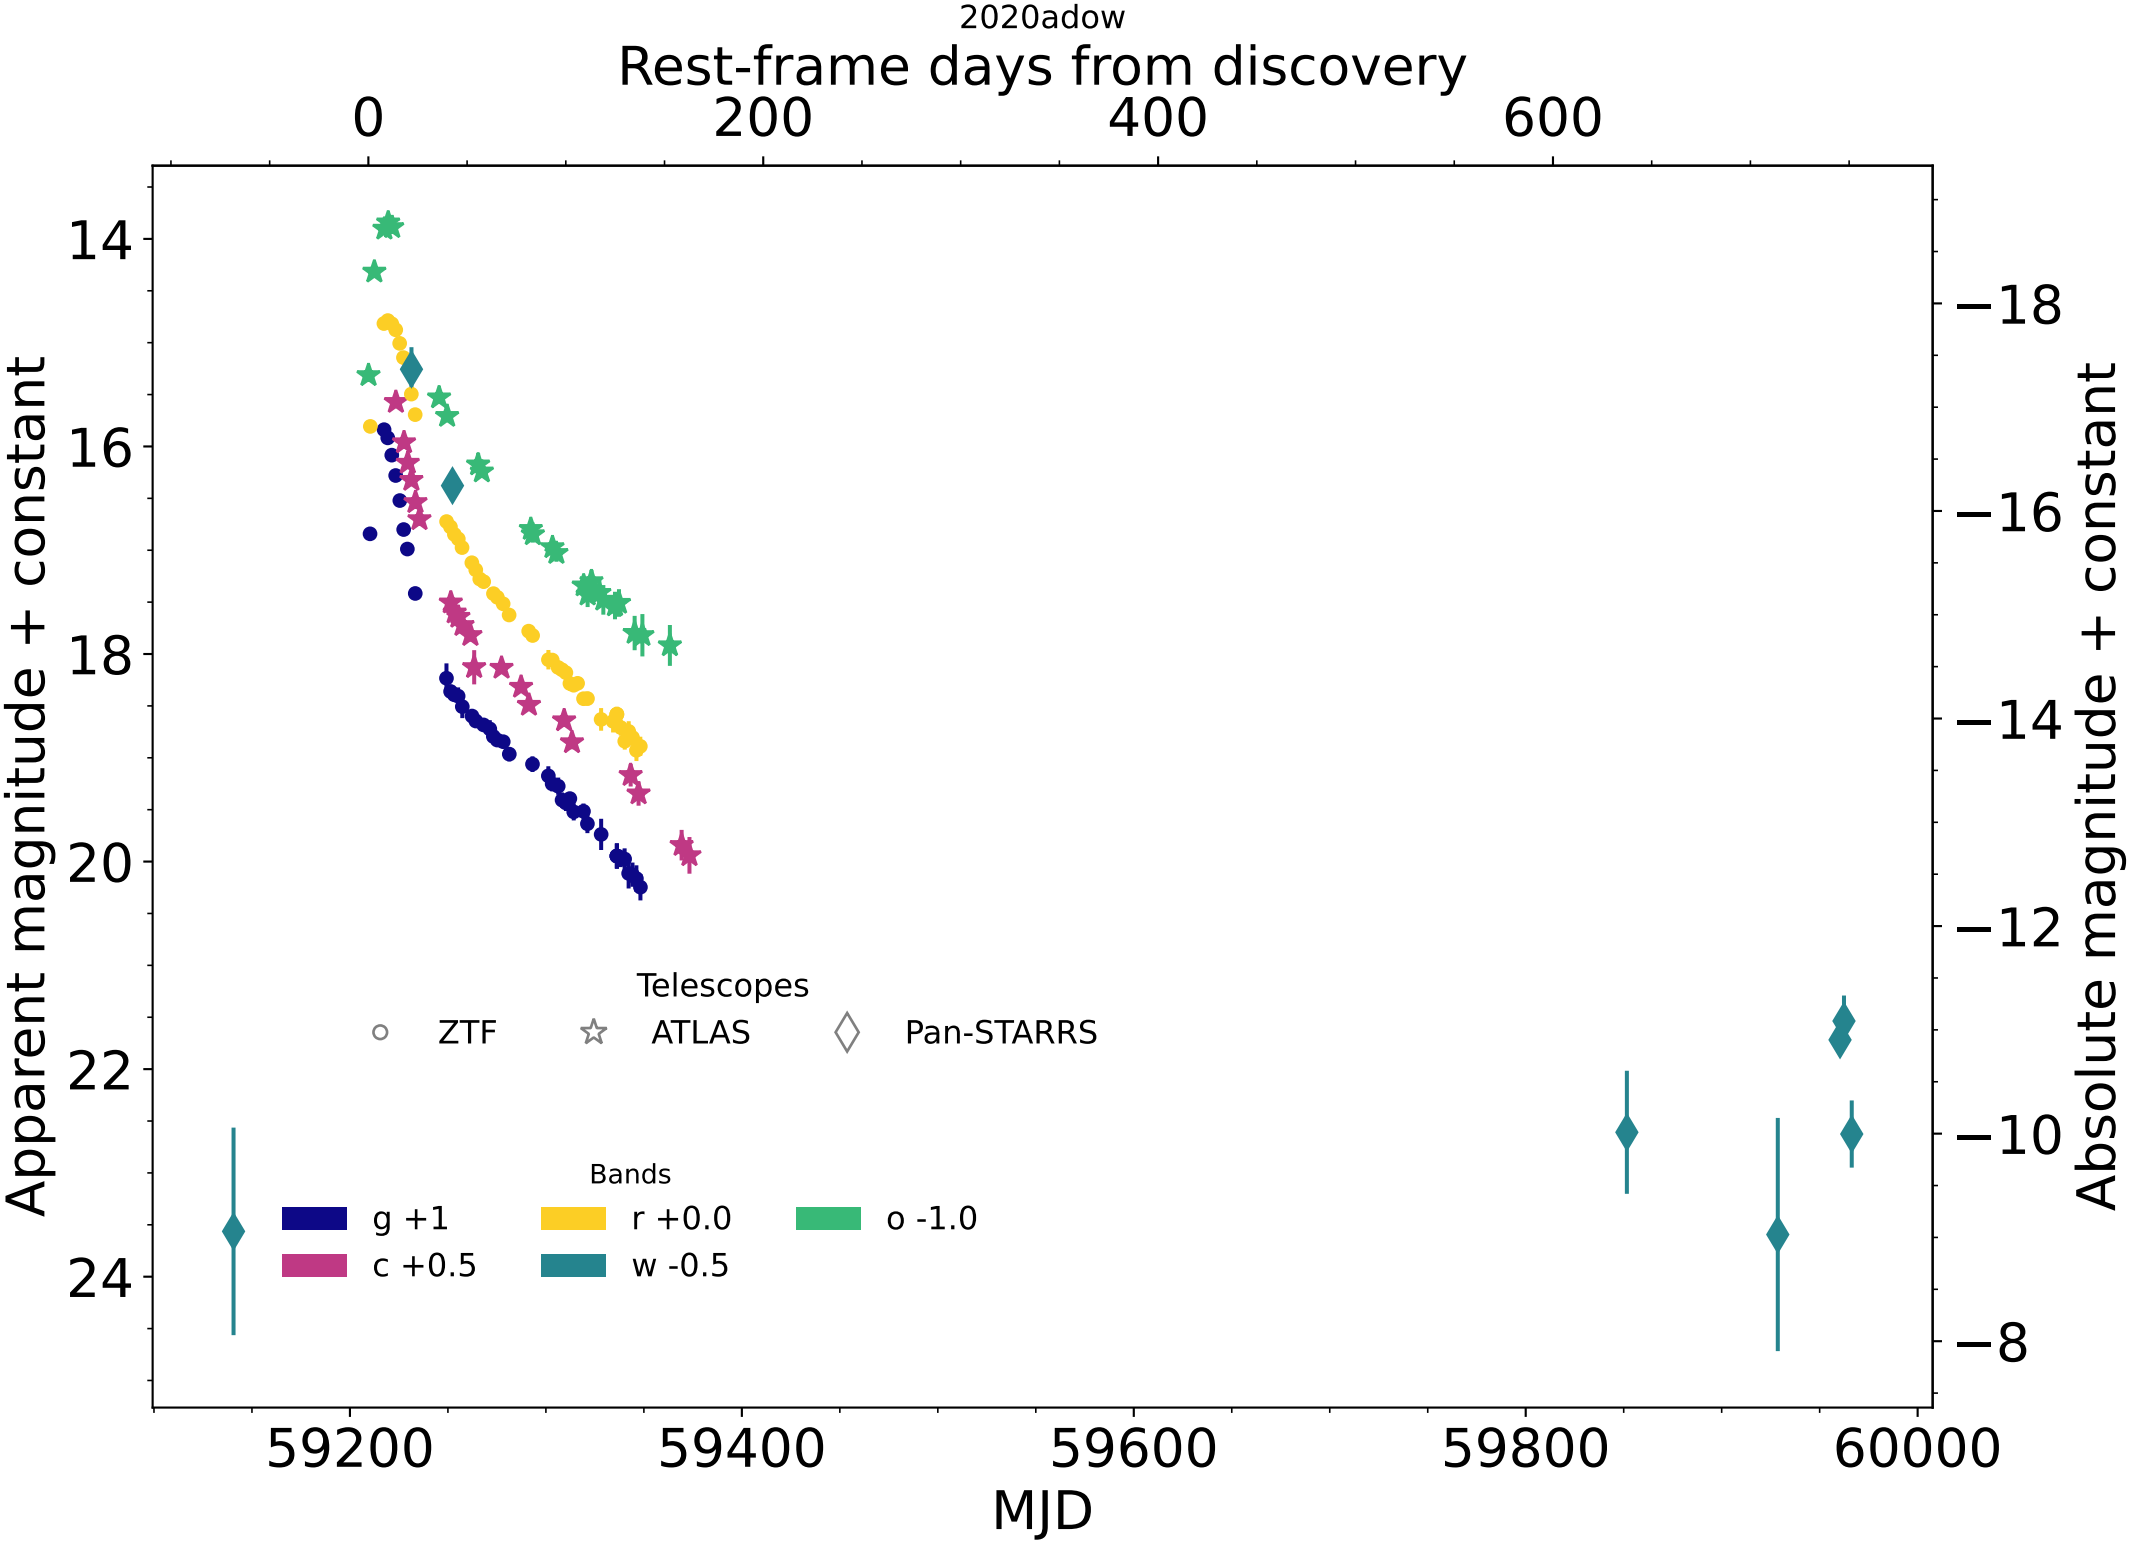 2020adow
Rest-frame days from discovery
0 200 400 600
Apparent magnitude + constant
14
16
18
20
22
24
−18
−16
−14
−12
−10
−8
Absolute magnitude + constant
Telescopes
ZTF ATLAS Pan-STARRS
Bands
g +1 r +0.0 o -1.0
c +0.5 w -0.5
59200 59400 59600 59800 60000
MJD